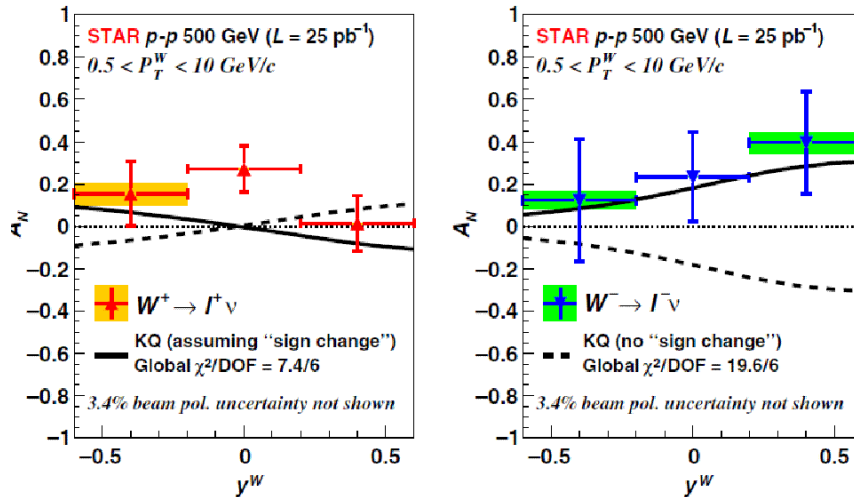 STAR p-p 500 GeV (L = 25 pb⁻¹)
0.5 < P_T^W < 10 GeV/c
1
0.8
0.6
0.4
0.2
0
−0.2
−0.4
−0.6
−0.8
−1
A_N
W⁺ → l⁺ν
KQ (assuming “sign change”)
Global χ²/DOF = 7.4/6
3.4% beam pol. uncertainty not shown
−0.5 0 0.5
y^W
STAR p-p 500 GeV (L = 25 pb⁻¹)
0.5 < P_T^W < 10 GeV/c
1
0.8
0.6
0.4
0.2
0
−0.2
−0.4
−0.6
−0.8
−1
A_N
W⁻ → l⁻ν
KQ (no “sign change”)
Global χ²/DOF = 19.6/6
3.4% beam pol. uncertainty not shown
−0.5 0 0.5
y^W